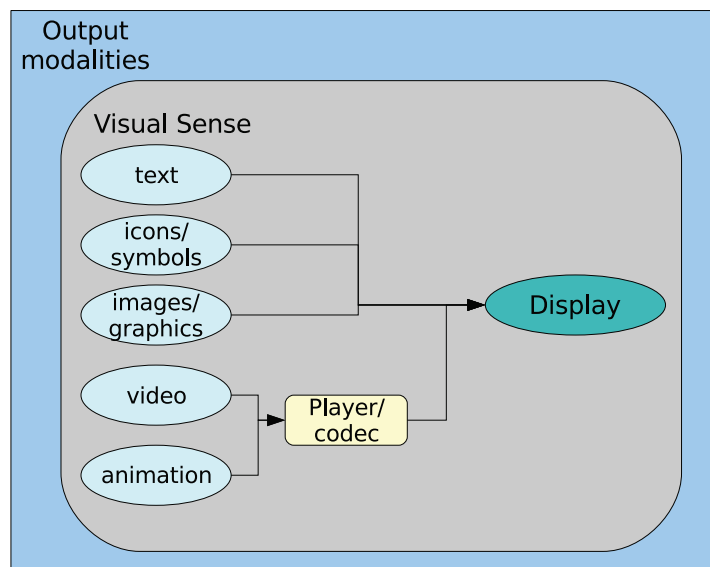 Output
modalities
Visual Sense
text
icons/
symbols
images/
graphics
Display
video
Player/
codec
animation